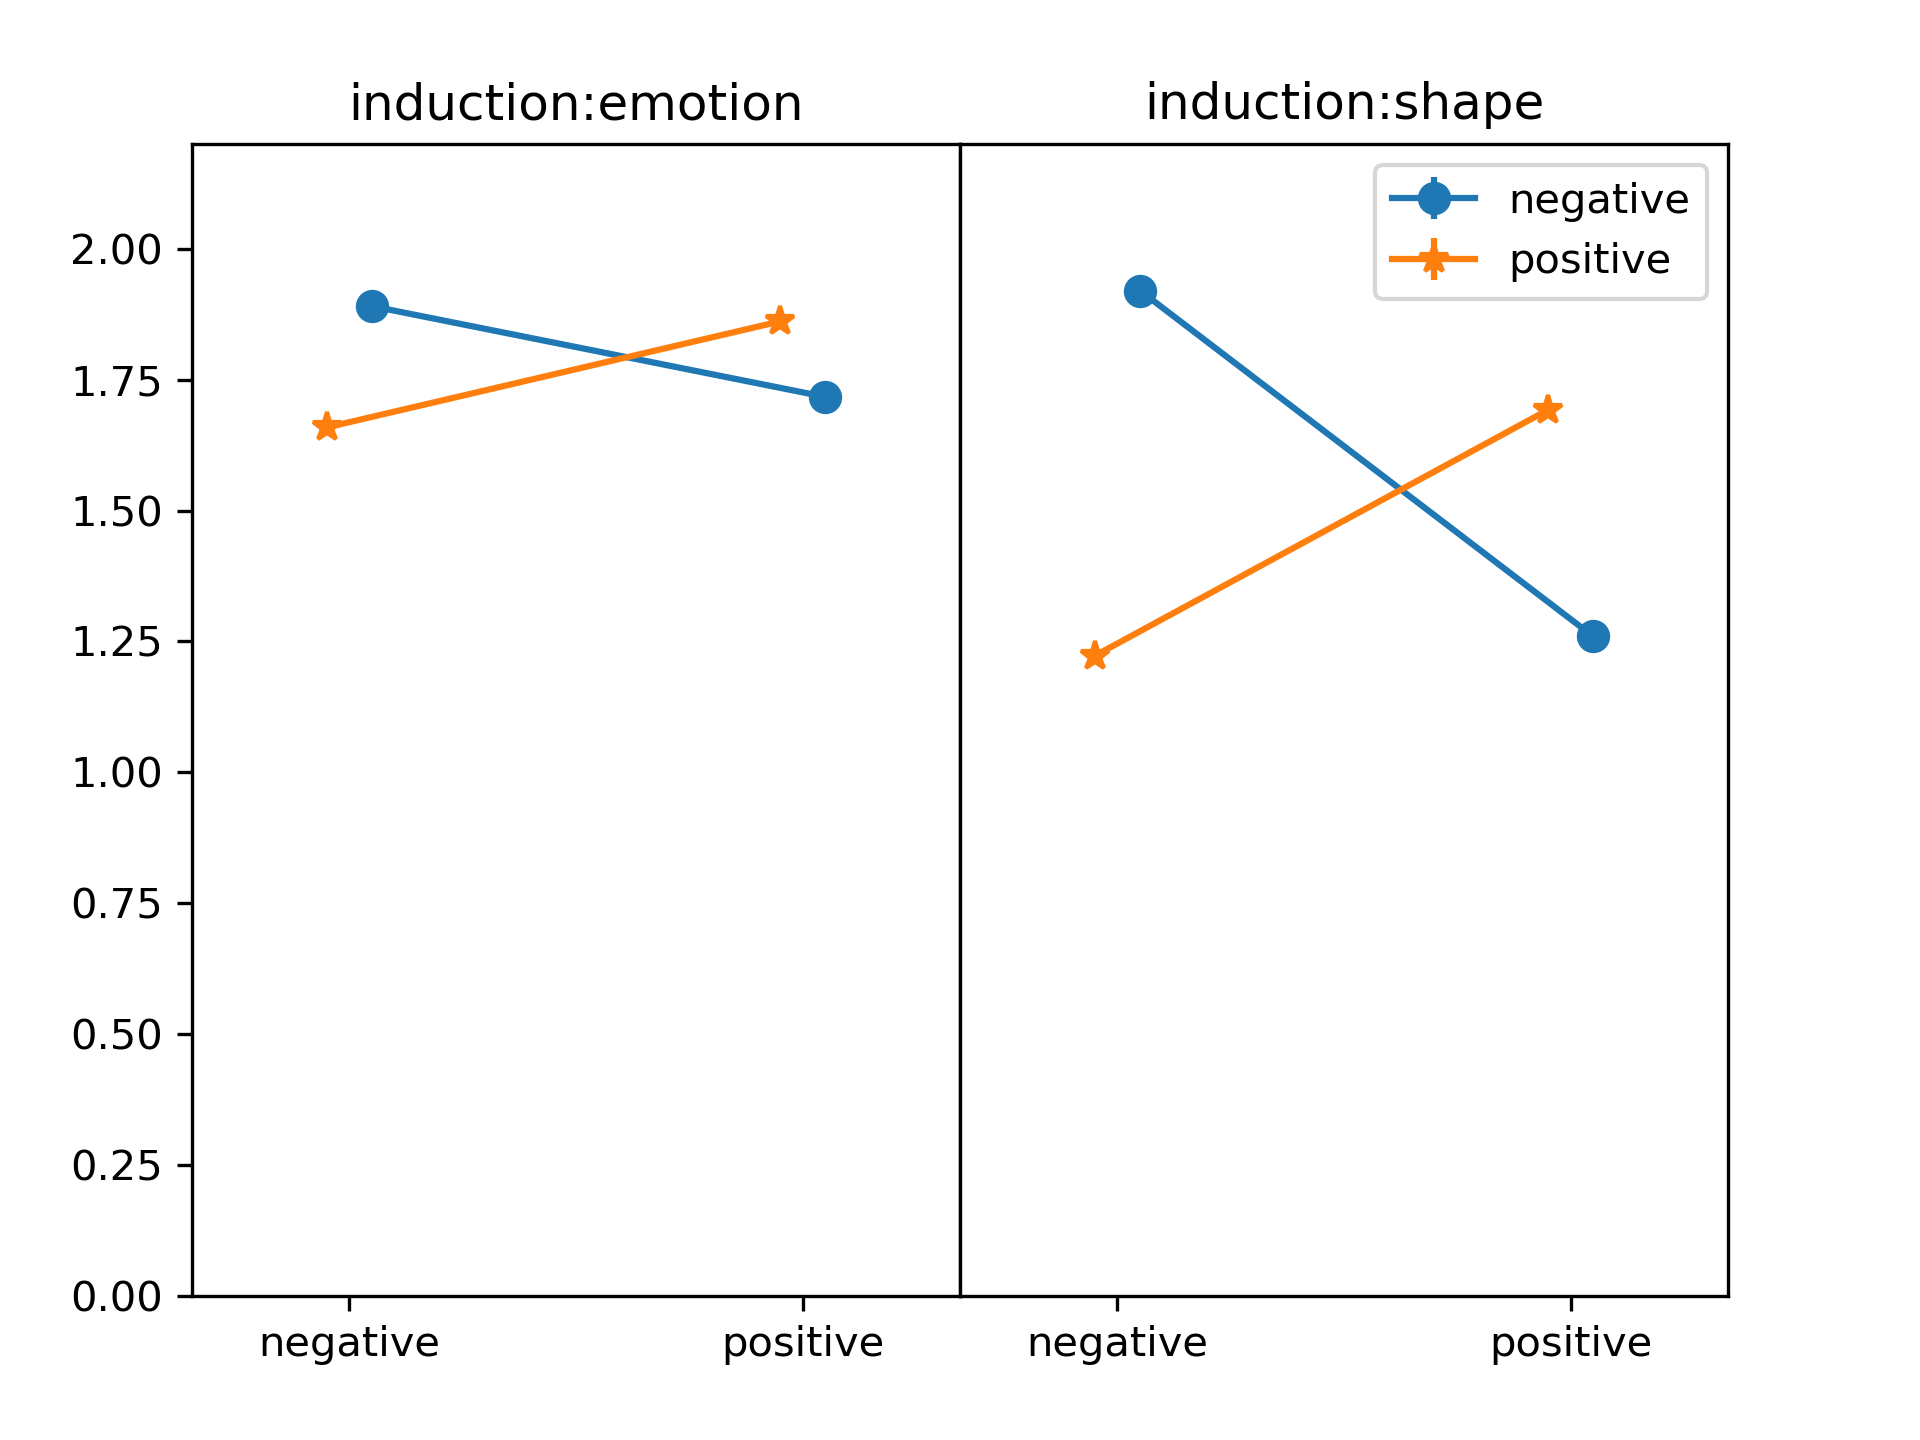 induction:emotion
induction:shape
negative
positive
2.00
1.75
1.50
1.25
1.00
0.75
0.50
0.25
0.00
negative
positive
negative
positive